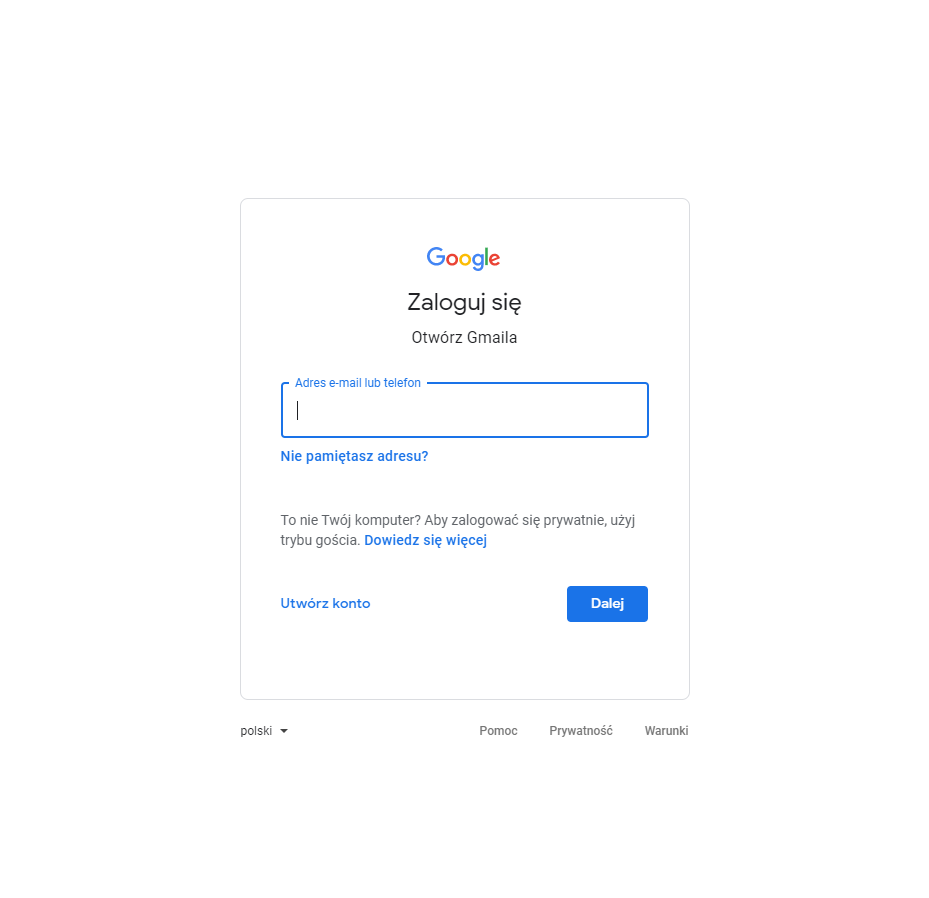 Google
Zaloguj się
Otwórz Gmaila
Adres e-mail lub telefon
Nie pamiętasz adresu?
To nie Twój komputer? Aby zalogować się prywatnie, użyj
trybu gościa. Dowiedz się więcej
Utwórz konto
Dalej
polski
Pomoc
Prywatność
Warunki